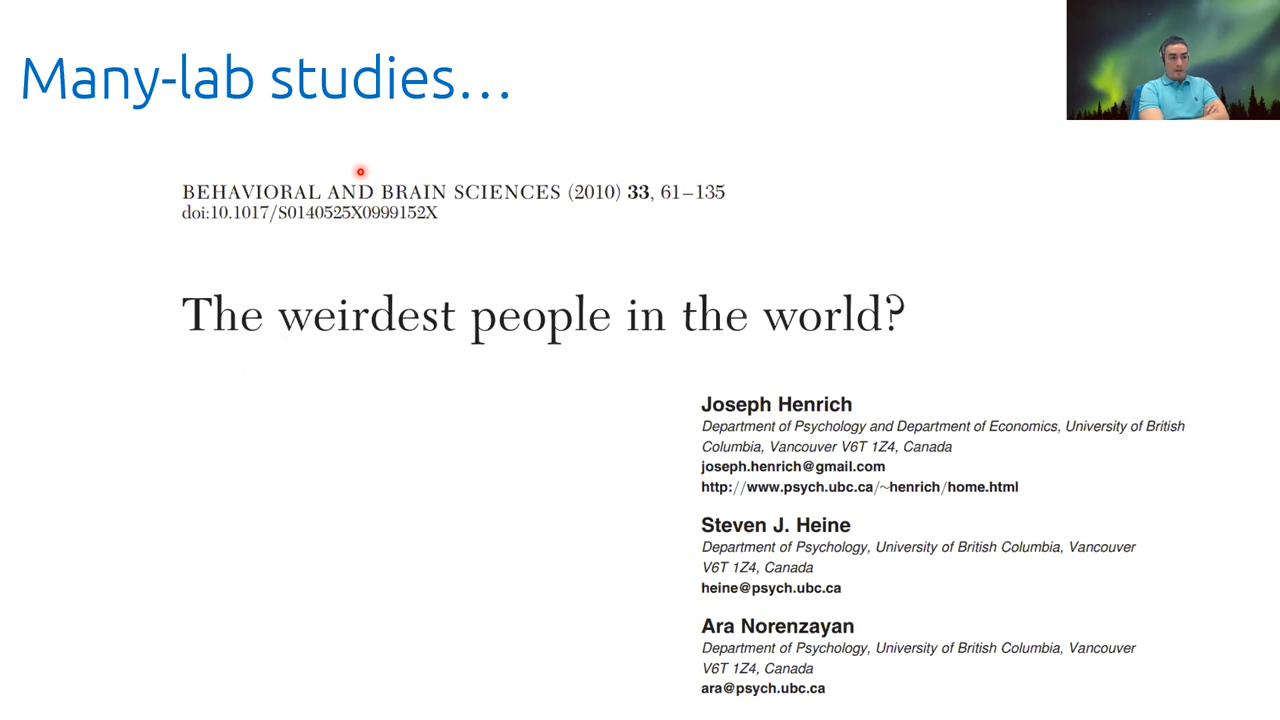 Many-lab studies...
BEHAVIORAL AND BRAIN SCIENCES (2010) 33, 61–135
doi:10.1017/S0140525X0999152X
The weirdest people in the world?
Joseph Henrich
Department of Psychology and Department of Economics, University of British
Columbia, Vancouver V6T 1Z4, Canada
joseph.henrich@gmail.com
http://www.psych.ubc.ca/~henrich/home.html
Steven J. Heine
Department of Psychology, University of British Columbia, Vancouver
V6T 1Z4, Canada
heine@psych.ubc.ca
Ara Norenzayan
Department of Psychology, University of British Columbia, Vancouver
V6T 1Z4, Canada
ara@psych.ubc.ca